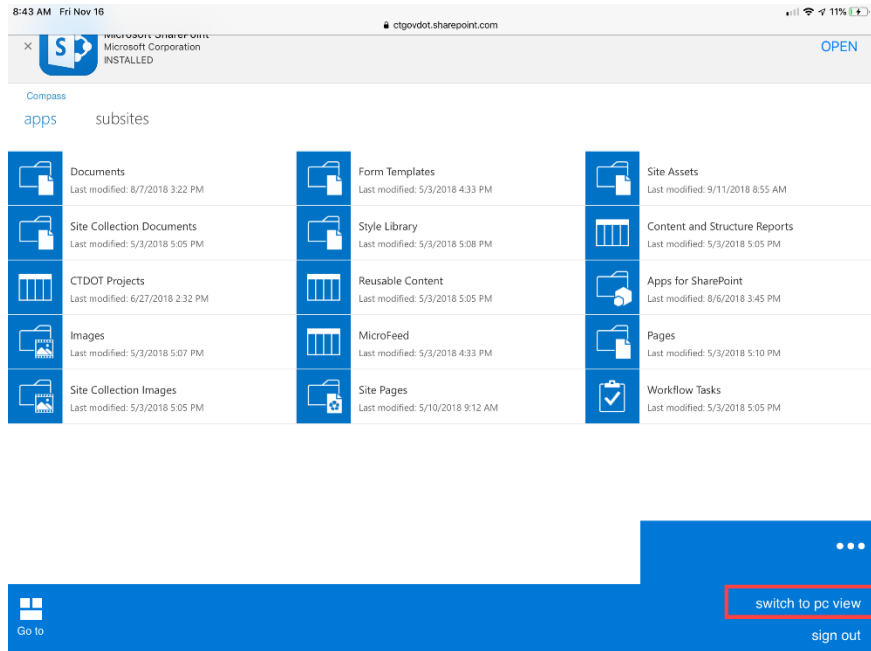 8:43 AM Fri Nov 16
11%
ctgovdot.sharepoint.com
Microsoft SharePoint
Microsoft Corporation
INSTALLED
OPEN
Compass
apps subsites
Documents
Last modified: 8/7/2018 3:22 PM
Form Templates
Last modified: 5/3/2018 4:33 PM
Site Assets
Last modified: 9/11/2018 8:55 AM
Site Collection Documents
Last modified: 5/3/2018 5:05 PM
Style Library
Last modified: 5/3/2018 5:08 PM
Content and Structure Reports
Last modified: 5/3/2018 5:05 PM
CTDOT Projects
Last modified: 6/27/2018 2:32 PM
Reusable Content
Last modified: 5/3/2018 5:05 PM
Apps for SharePoint
Last modified: 8/6/2018 3:45 PM
Images
Last modified: 5/3/2018 5:07 PM
MicroFeed
Last modified: 5/3/2018 4:33 PM
Pages
Last modified: 5/3/2018 5:10 PM
Site Collection Images
Last modified: 5/3/2018 5:05 PM
Site Pages
Last modified: 5/10/2018 9:12 AM
Workflow Tasks
Last modified: 5/3/2018 5:05 PM
switch to pc view
Go to
sign out